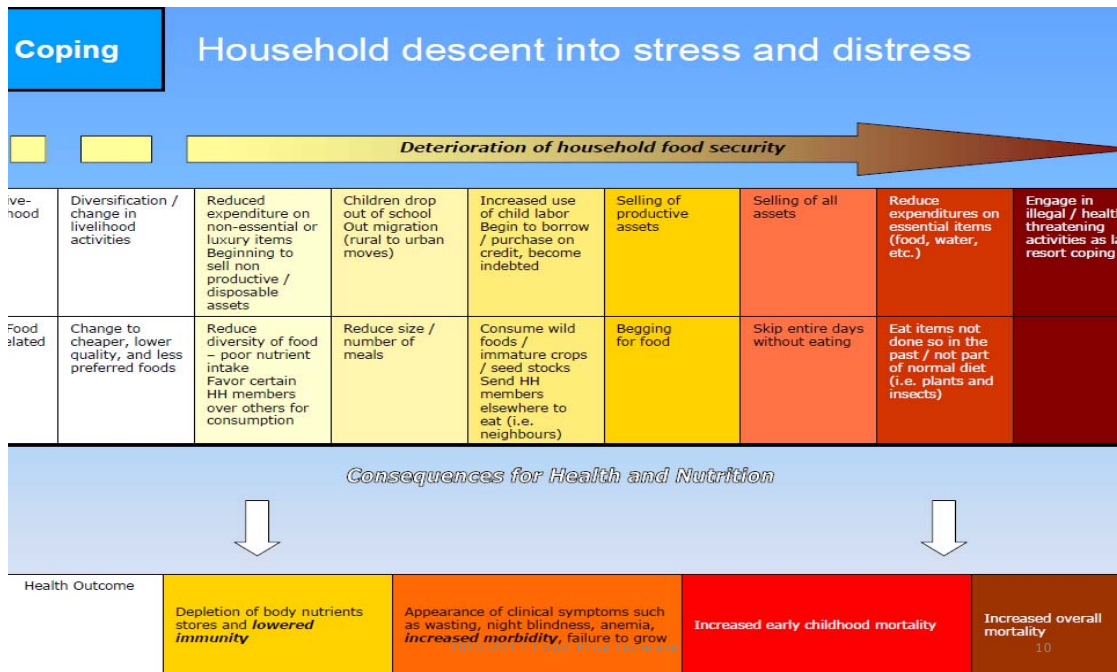 Coping
Household descent into stress and distress
Deterioration of household food security
ive-
hood
Diversification /
change in
livelihood
activities
Reduced
expenditure on
non-essential or
luxury items
Beginning to
sell non
productive /
disposable
assets
Children drop
out of school
Out migration
(rural to urban
moves)
Increased use
of child labor
Begin to borrow
/ purchase on
credit, become
indebted
Selling of
productive
assets
Selling of all
assets
Reduce
expenditures on
essential items
(food, water,
etc.)
Engage in
illegal / health
threatening
activities as la
resort coping
Food
elated
Change to
cheaper, lower
quality, and less
preferred foods
Reduce
diversity of food
– poor nutrient
intake
Favor certain
HH members
over others for
consumption
Reduce size /
number of
meals
Consume wild
foods /
immature crops
/ seed stocks
Send HH
members
elsewhere to
eat (i.e.
neighbours)
Begging
for food
Skip entire days
without eating
Eat items not
done so in the
past / not part
of normal diet
(i.e. plants and
insects)
Consequences for Health and Nutrition
Health Outcome
Depletion of body nutrients
stores and lowered
immunity
Appearance of clinical symptoms such
as wasting, night blindness, anemia,
increased morbidity, failure to grow
Increased early childhood mortality
Increased overall
mortality
10